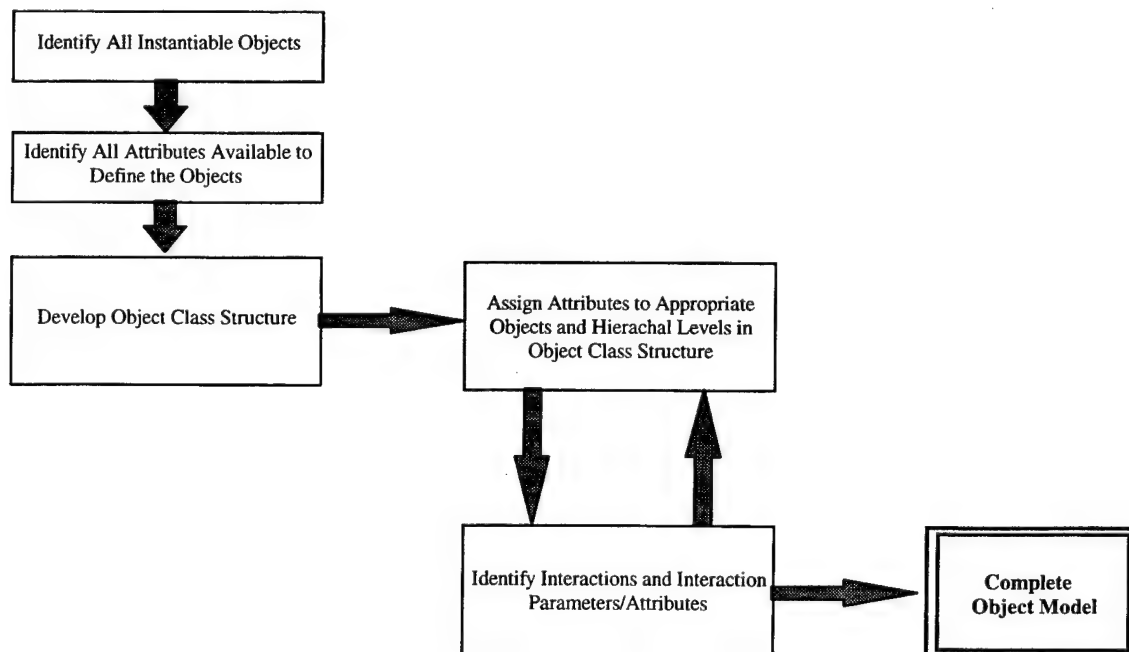 Identify All Instantiable Objects
Identify All Attributes Available to
Define the Objects
Develop Object Class Structure
Assign Attributes to Appropriate
Objects and Hierachal Levels in
Object Class Structure
Identify Interactions and Interaction
Parameters/Attributes
Complete
Object Model